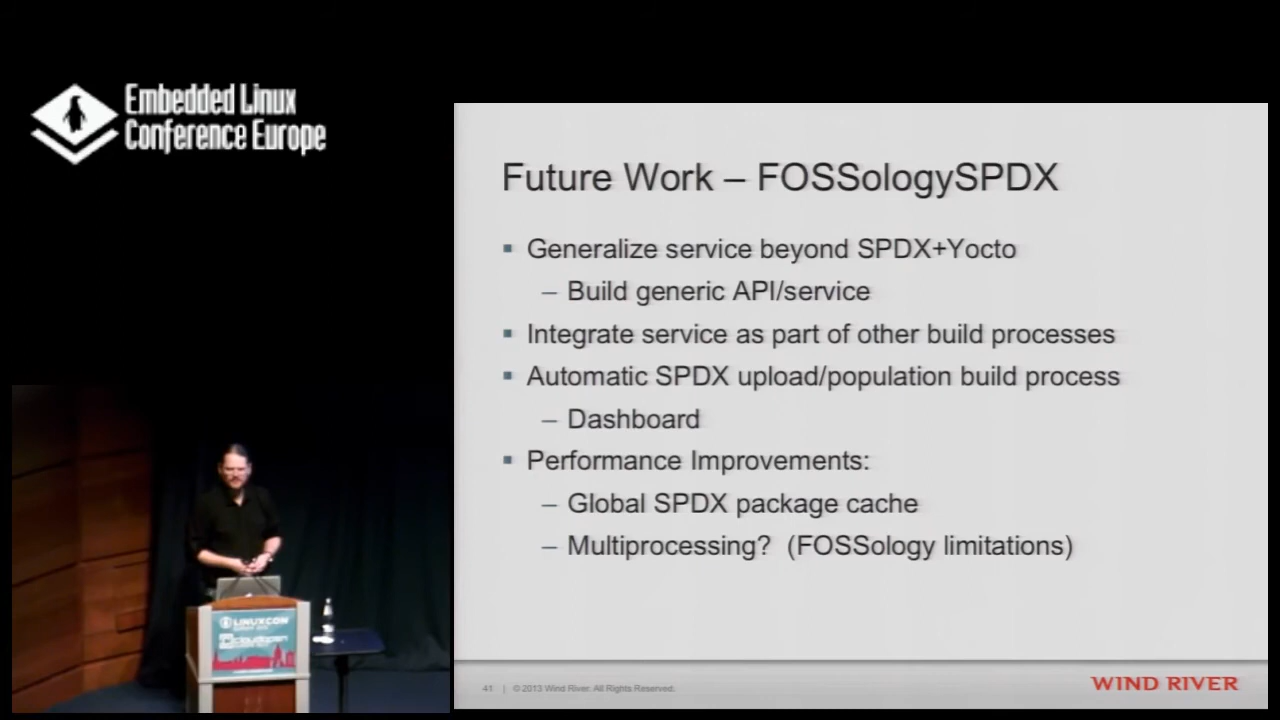 Embedded Linux
Conference Europe
Future Work – FOSSologySPDX
▪ Generalize service beyond SPDX+Yocto
– Build generic API/service
▪ Integrate service as part of other build processes
▪ Automatic SPDX upload/population build process
– Dashboard
▪ Performance Improvements:
– Global SPDX package cache
– Multiprocessing? (FOSSology limitations)
41 | © 2013 Wind River. All Rights Reserved.
WIND RIVER
LINUXCON
cloudopen